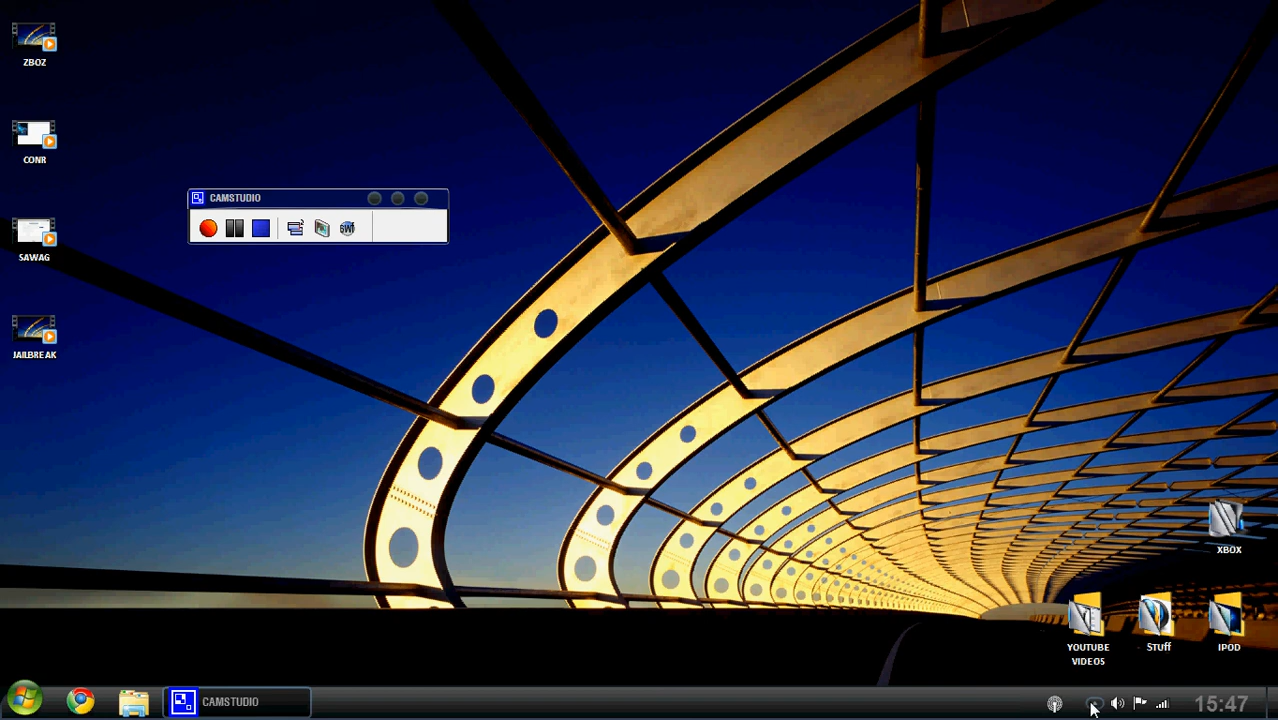 ZBOZ
CONR
SAWAG
JAILBREAK
CAMSTUDIO
SWF
XBOX
YOUTUBE
VIDEOS
STUff
IPOD
CAMSTUDIO
15:47